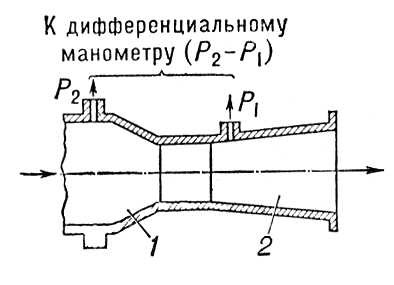 К дифференциальному
манометру (P₂–P₁)
P₂
P₁
1
2